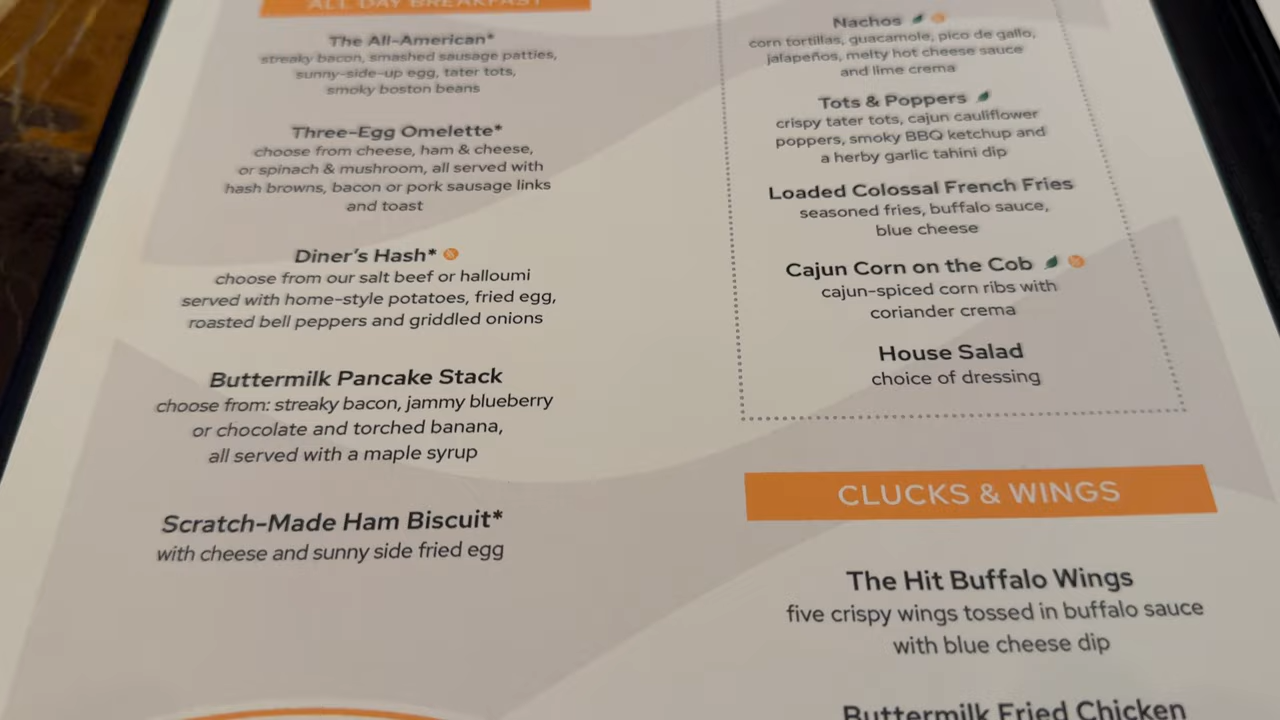 ALL DAY BREAKFAST
The All-American*
streaky bacon, smashed sausage patties,
sunny-side-up egg, tater tots,
smoky boston beans
Three-Egg Omelette*
choose from cheese, ham & cheese,
or spinach & mushroom, all served with
hash browns, bacon or pork sausage links
and toast
Diner's Hash*
choose from our salt beef or halloumi
served with home-style potatoes, fried egg,
roasted bell peppers and griddled onions
Buttermilk Pancake Stack
choose from: streaky bacon, jammy blueberry
or chocolate and torched banana,
all served with a maple syrup
Scratch-Made Ham Biscuit*
with cheese and sunny side fried egg
Nachos
corn tortillas, guacamole, pico de gallo,
jalapeños, melty hot cheese sauce
and lime crema
Tots & Poppers
crispy tater tots, cajun cauliflower
poppers, smoky BBQ ketchup and
a herby garlic tahini dip
Loaded Colossal French Fries
seasoned fries, buffalo sauce,
blue cheese
Cajun Corn on the Cob
cajun-spiced corn ribs with
coriander crema
House Salad
choice of dressing
CLUCKS & WINGS
The Hit Buffalo Wings
five crispy wings tossed in buffalo sauce
with blue cheese dip
Buttermilk Fried Chicken